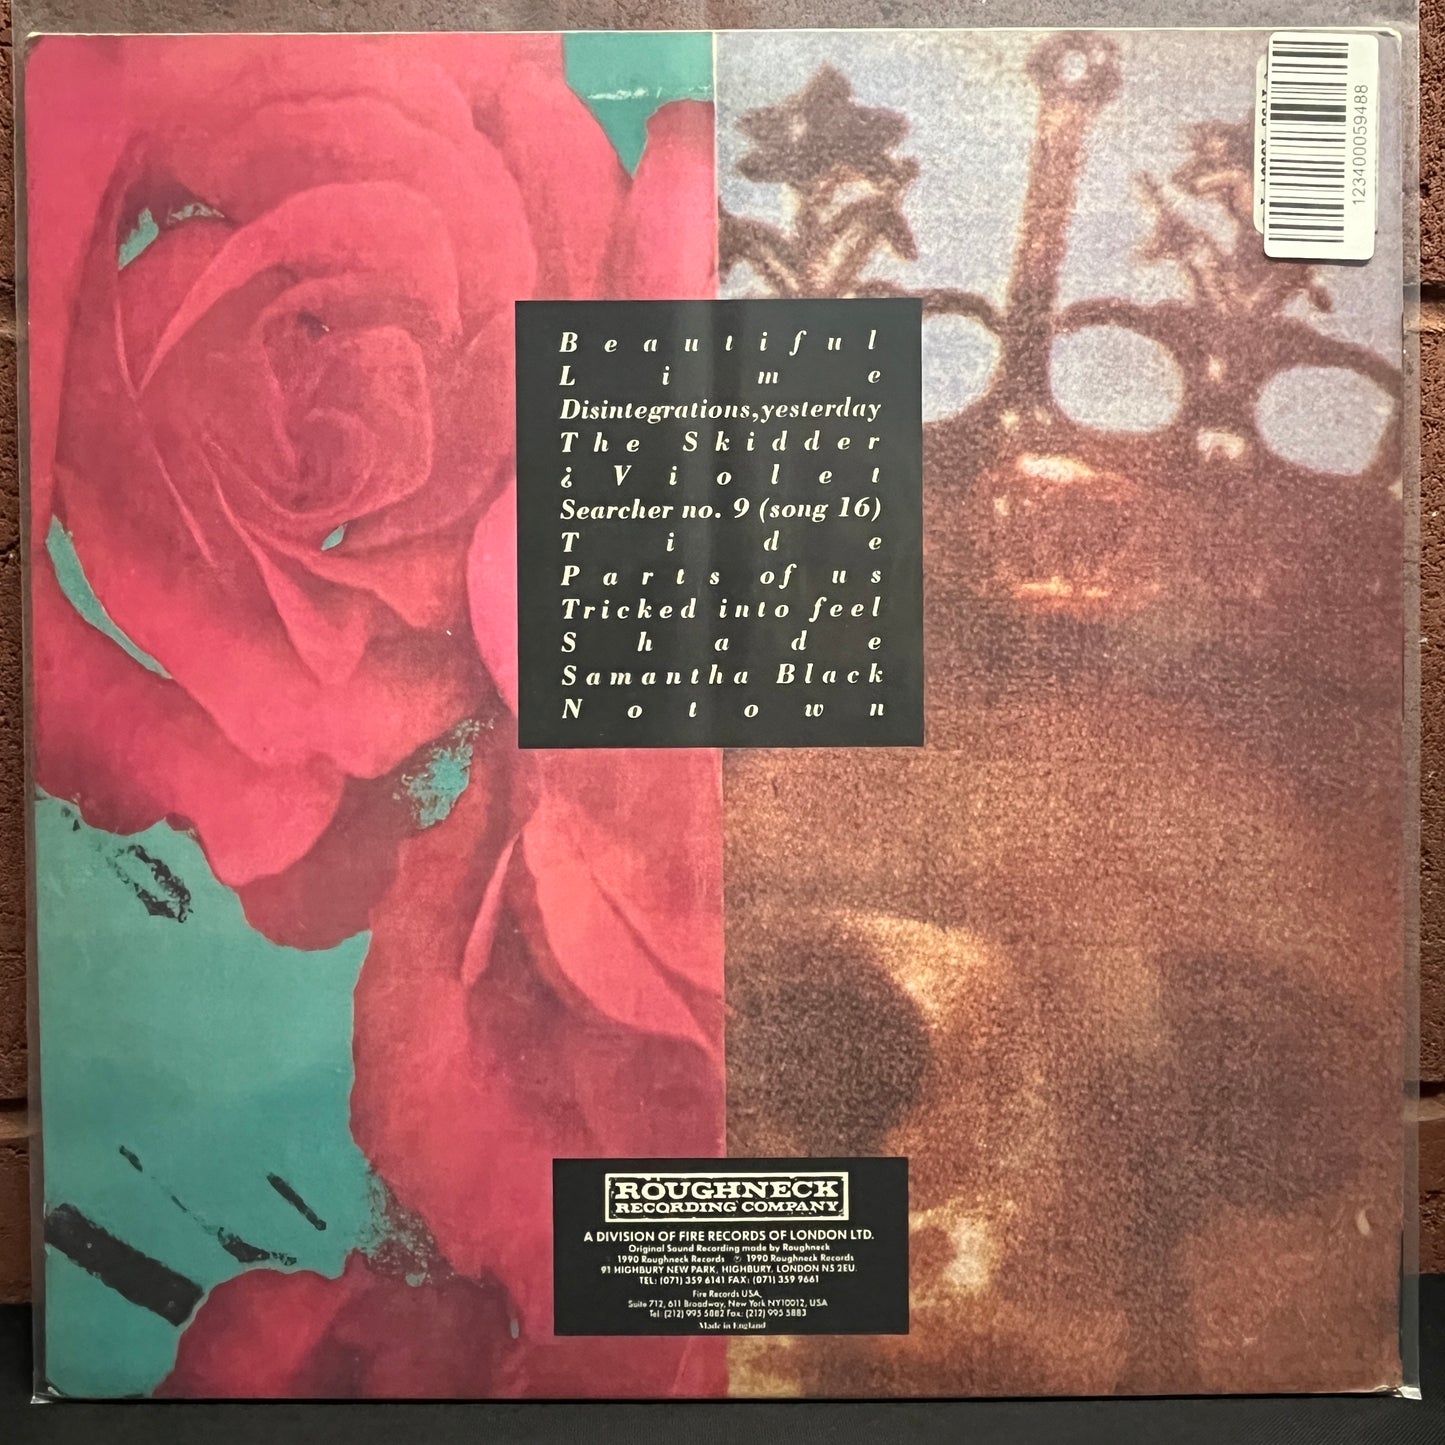 123400059488
Beautiful
Lime
Disintegrations,yesterday
The Skidder
¿Violet
Searcher no. 9 (song 16)
Tide
Parts of us
Tricked into feel
Shade
Samantha Black
Notown
ROUGHNECK
RECORDING COMPANY
A DIVISION OF FIRE RECORDS OF LONDON LTD.
Original Sound Recording made by Roughneck
1990 Roughneck Records ℗ 1990 Roughneck Records
91 HIGHBURY NEW PARK, HIGHBURY, LONDON N5 2EU.
TEL: (071) 359 6141 FAX: (071) 359 9661
Fire Records USA,
Suite 712, 611 Broadway, New York NY10012, USA
Tel: (212) 995 5882 Fax: (212) 995 5883
Made in England